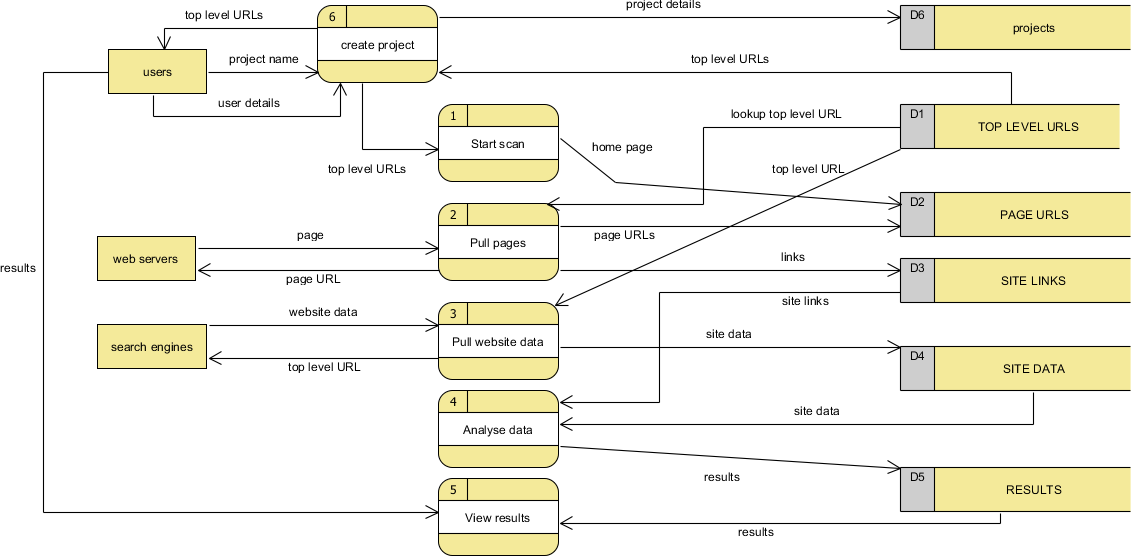 project details
top level URLs
6
create project
D6
projects
users
project name
top level URLs
user details
1
Start scan
lookup top level URL
D1
TOP LEVEL URLS
home page
top level URLs
top level URL
2
Pull pages
D2
PAGE URLS
page
page URLs
web servers
links
D3
SITE LINKS
results
page URL
site links
website data
3
Pull website data
search engines
site data
D4
SITE DATA
top level URL
4
Analyse data
site data
results
D5
RESULTS
5
View results
results